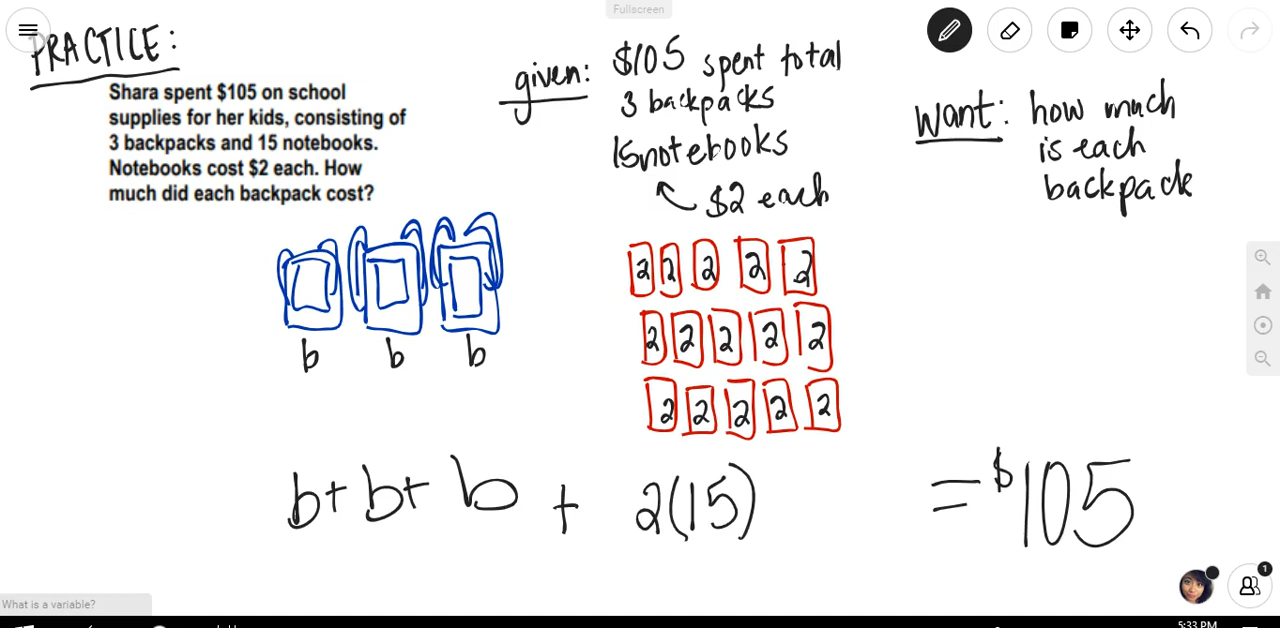 Fullscreen
PRACTICE:
Shara spent $105 on school
supplies for her kids, consisting of
3 backpacks and 15 notebooks.
Notebooks cost $2 each. How
much did each backpack cost?
given: $105 spent total
3 backpacks
15notebooks
$2 each
Want: how much
is each
backpack
2 2 2 2 2
2 2 2 2 2
2 2 2 2 2
b b b
b+ b+ b + 2(15) = $105
What is a variable?
1
5:33 PM